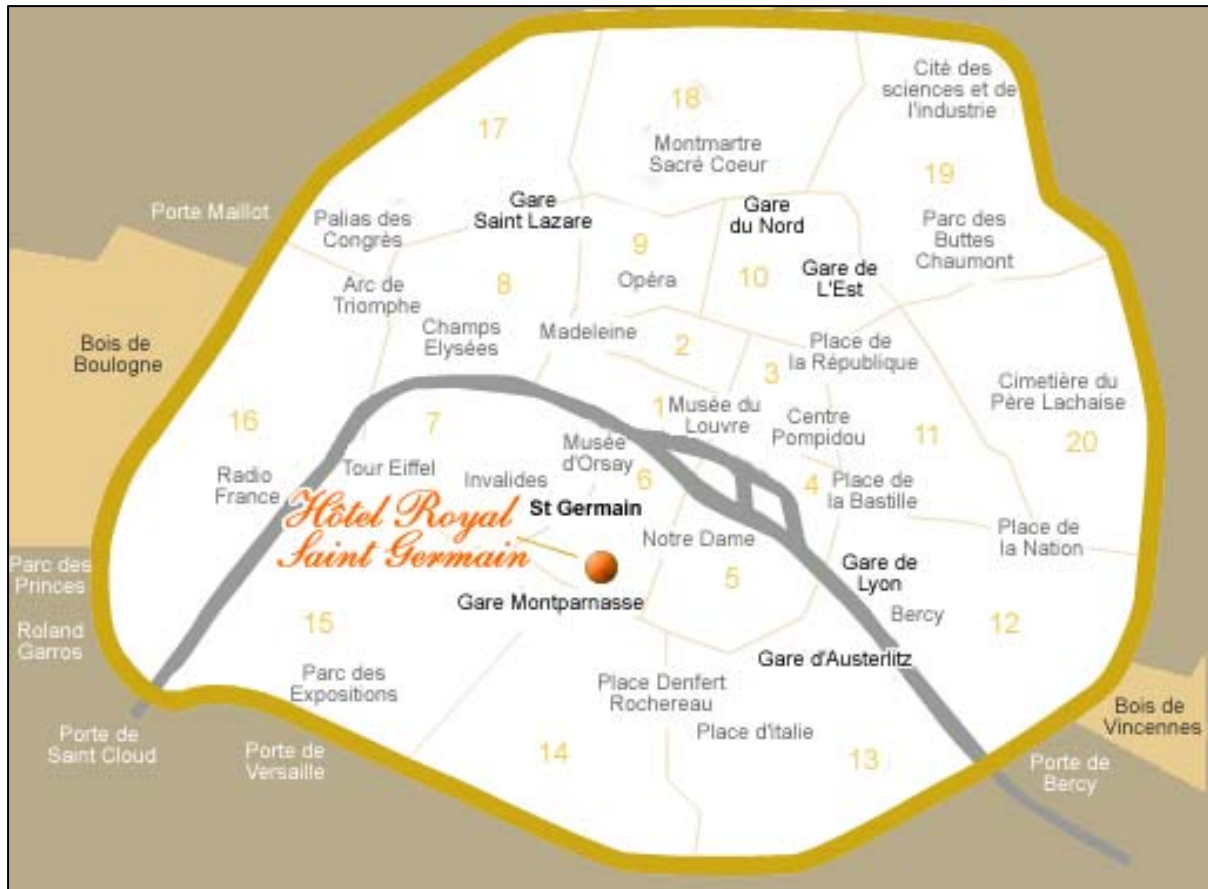 Cité des
sciences et de
l'industrie
18
17
Montmartre
Sacré Coeur
19
Porte Maillot
Palias des
Congrès
Gare
Saint Lazare
Gare
du Nord
Parc des
Buttes
Chaumont
9
Opéra
10
Gare de
L'Est
8
Arc de
Triomphe
Champs
Elysées
Madeleine
2
3
Place de
la République
Bois de
Boulogne
Cimetière du
Père Lachaise
16
7
1
Musée du
Louvre
Centre
Pompidou
11
20
Radio
France
Tour Eiffel
Invalides
Musée
d'Orsay
6
4
Place de
la Bastille
Hôtel Royal
Saint Germain
St Germain
Notre Dame
Place de
la Nation
Parc des
Princes
Gare Montparnasse
5
Gare de
Lyon
Bercy
12
Roland
Garros
15
Parc des
Expositions
Gare d'Austerlitz
Place Denfert
Rochereau
Place d'italie
Bois de
Vincennes
Porte de
Saint Cloud
Porte de
Versaille
14
13
Porte de
Bercy